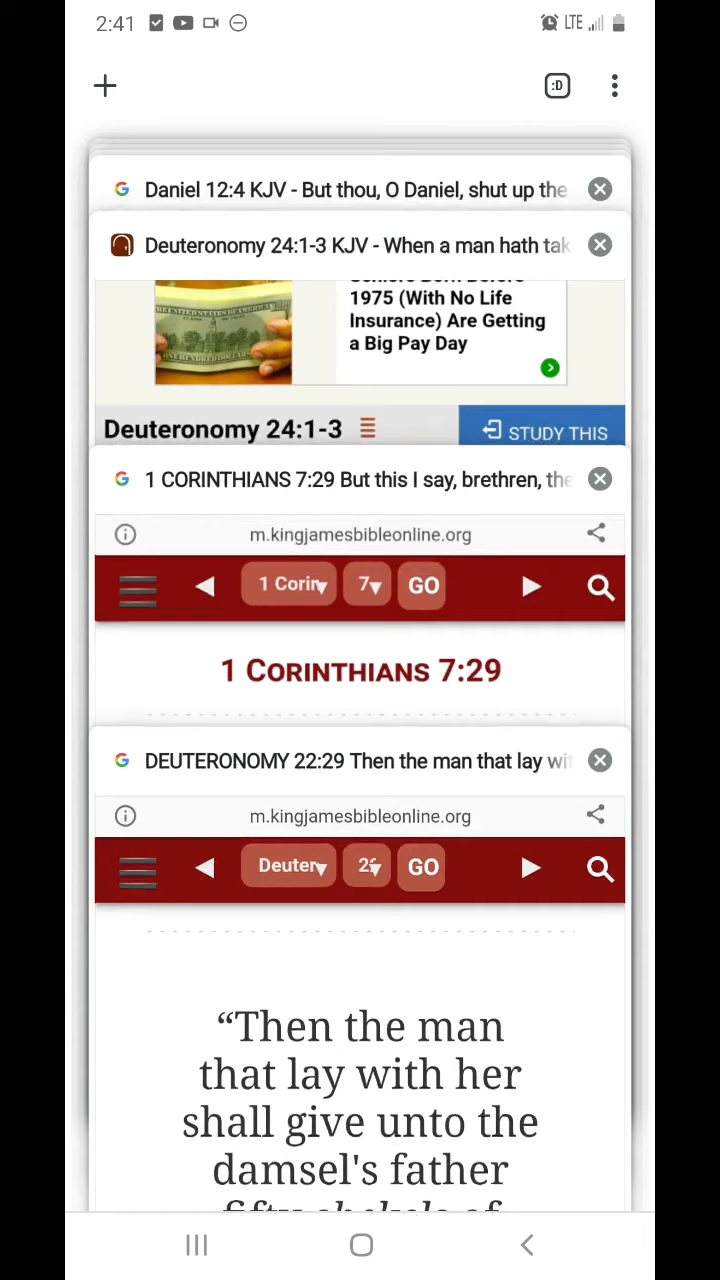 2:41 LTE
:D
Daniel 12:4 KJV - But thou, O Daniel, shut up the
Deuteronomy 24:1-3 KJV - When a man hath tak
1975 (With No Life
Insurance) Are Getting
a Big Pay Day
Deuteronomy 24:1-3 STUDY THIS
1 CORINTHIANS 7:29 But this I say, brethren, the
m.kingjamesbibleonline.org
1 Corin 7 GO
1 CORINTHIANS 7:29
DEUTERONOMY 22:29 Then the man that lay wi
m.kingjamesbibleonline.org
Deuter GO
“Then the man
that lay with her
shall give unto the
damsel's father
fifty shekels of